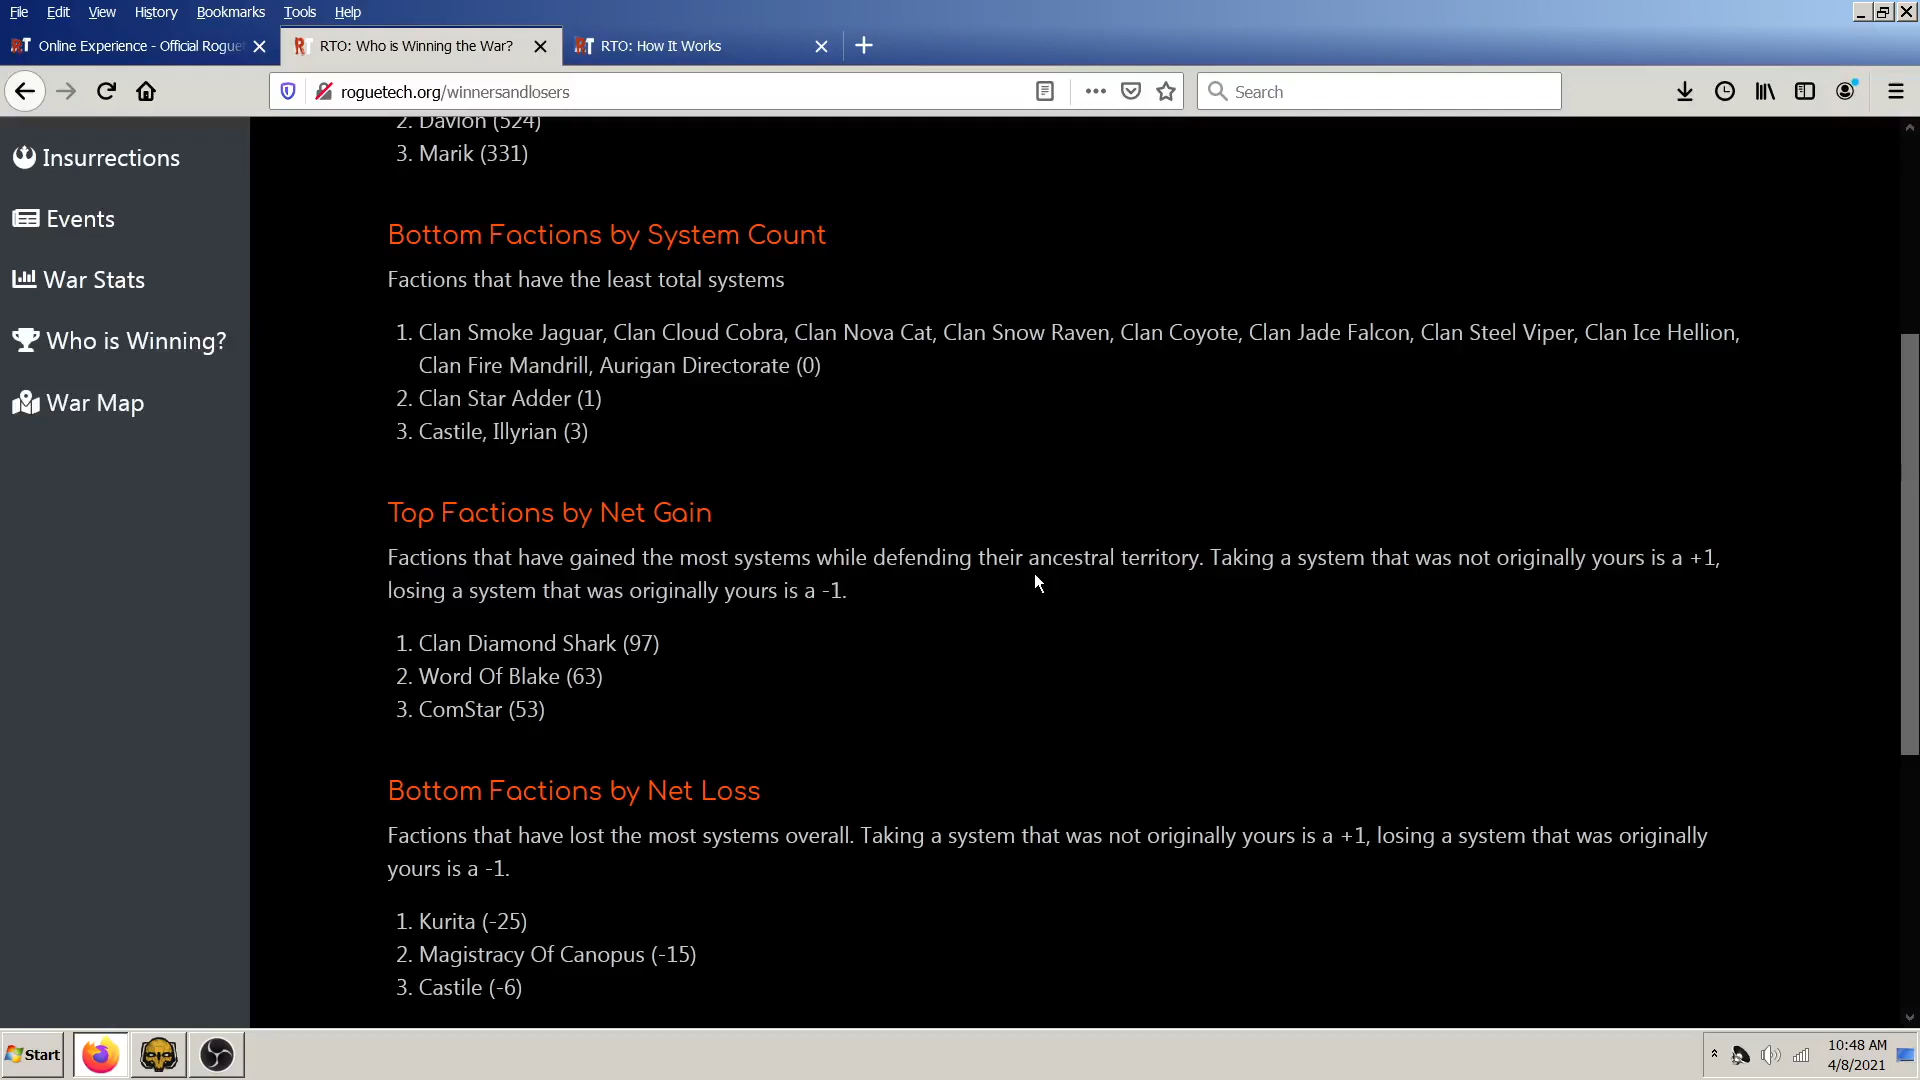 File Edit View History Bookmarks Tools Help
Online Experience - Official Rogue
RTO: Who is Winning the War?
RTO: How It Works
roguetech.org/winnersandlosers
Search
Insurrections
Events
War Stats
Who is Winning?
War Map
2. Davion (524)
3. Marik (331)
Bottom Factions by System Count
Factions that have the least total systems
1. Clan Smoke Jaguar, Clan Cloud Cobra, Clan Nova Cat, Clan Snow Raven, Clan Coyote, Clan Jade Falcon, Clan Steel Viper, Clan Ice Hellion,
Clan Fire Mandrill, Aurigan Directorate (0)
2. Clan Star Adder (1)
3. Castile, Illyrian (3)
Top Factions by Net Gain
Factions that have gained the most systems while defending their ancestral territory. Taking a system that was not originally yours is a +1,
losing a system that was originally yours is a -1.
1. Clan Diamond Shark (97)
2. Word Of Blake (63)
3. ComStar (53)
Bottom Factions by Net Loss
Factions that have lost the most systems overall. Taking a system that was not originally yours is a +1, losing a system that was originally
yours is a -1.
1. Kurita (-25)
2. Magistracy Of Canopus (-15)
3. Castile (-6)
Start
10:48 AM
4/8/2021